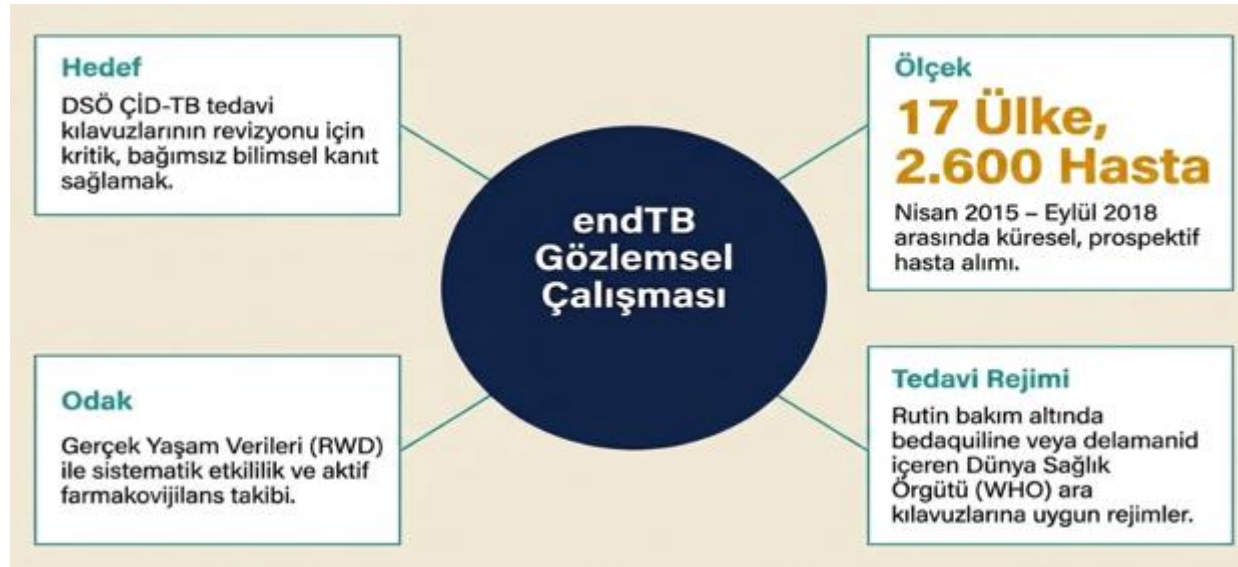 Hedef
DSÖ ÇİD-TB tedavi
kılavuzlarının revizyonu için
kritik, bağımsız bilimsel kanıt
sağlamak.
Ölçek
17 Ülke,
2.600 Hasta
Nisan 2015 – Eylül 2018
arasında küresel, prospektif
hasta alımı.
endTB
Gözlemsel
Çalışması
Odak
Gerçek Yaşam Verileri (RWD)
ile sistematik etkililik ve aktif
farmakovijilans takibi.
Tedavi Rejimi
Rutin bakım altında
bedaquiline veya delamanid
içeren Dünya Sağlık
Örgütü (WHO) ara
kılavuzlarına uygun rejimler.